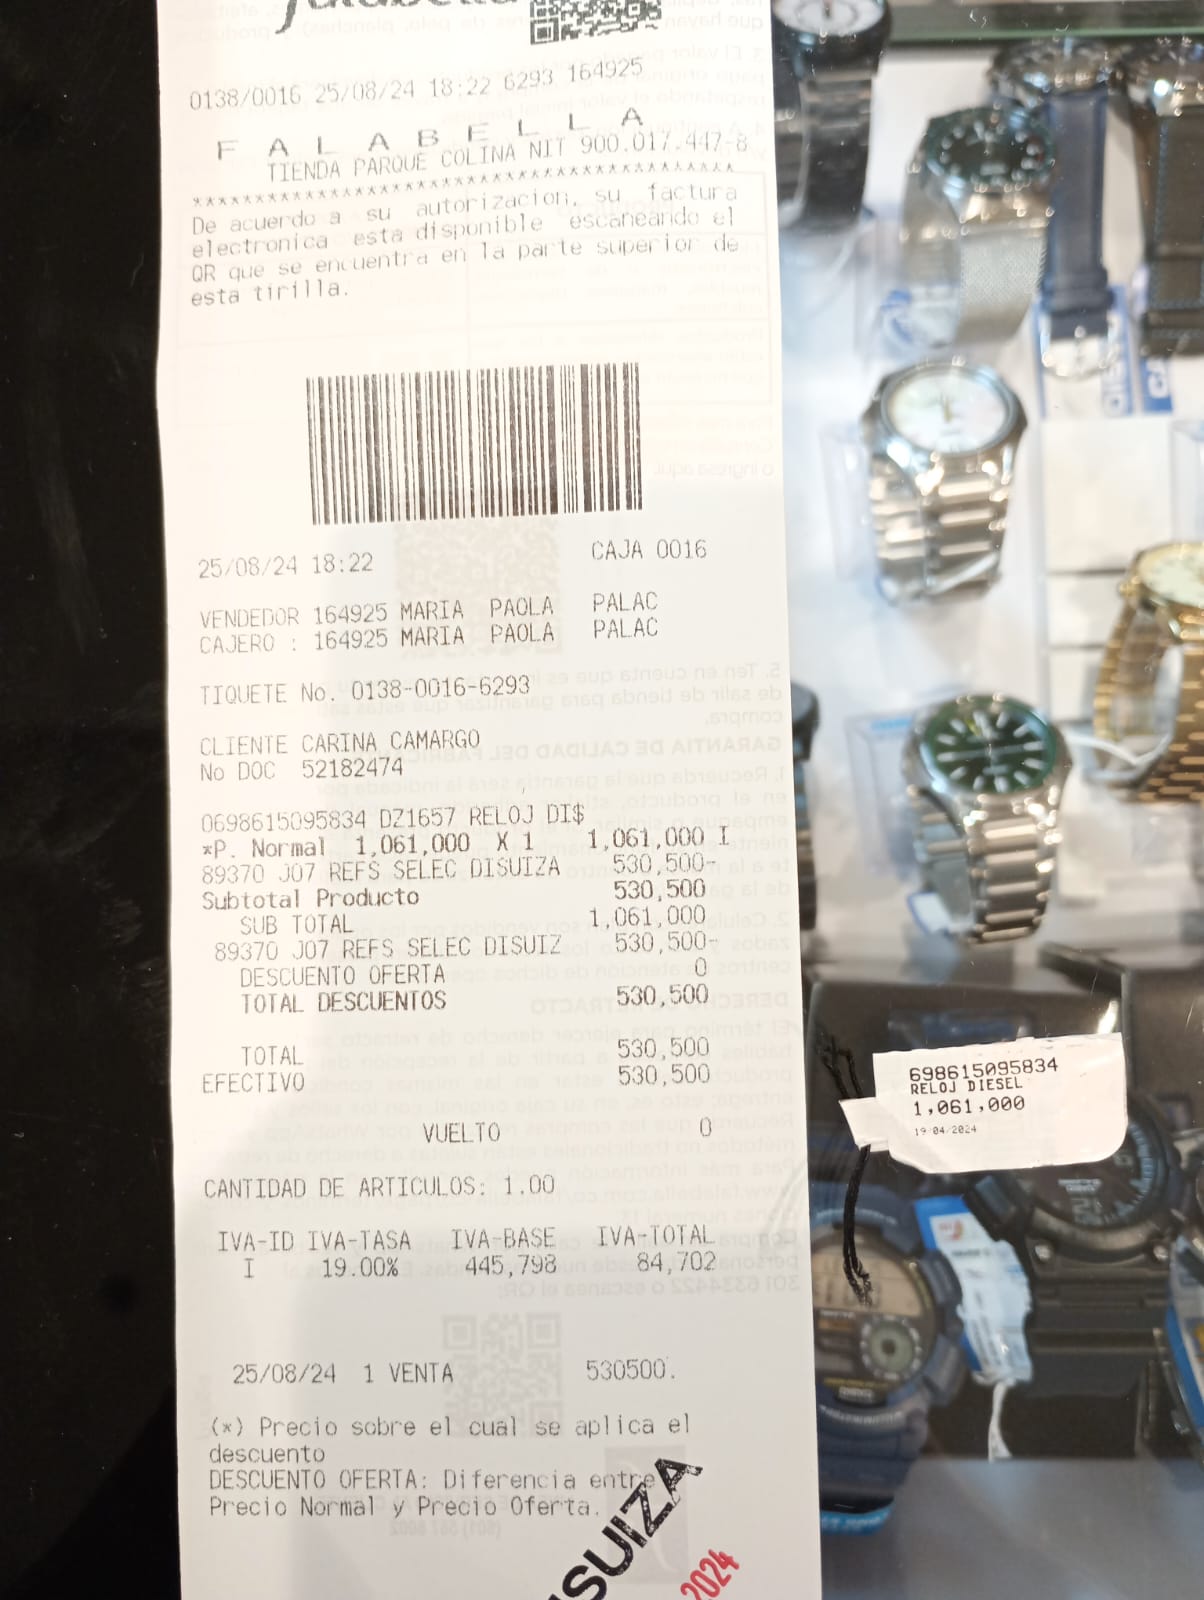 falabella
0138/0016 25/08/24 18:22 6293 164925
F A L A B E L L A
TIENDA PARQUE COLINA NIT 900.017.447-8
****************************************
De acuerdo a su autorizacion, su factura
electronica esta disponible escaneando el
QR que se encuentra en la parte superior de
esta tirilla.
25/08/24 18:22 CAJA 0016
VENDEDOR 164925 MARIA PAOLA PALAC
CAJERO : 164925 MARIA PAOLA PALAC
TIQUETE No. 0138-0016-6293
CLIENTE CARINA CAMARGO
No DOC 52182474
0698615095834 DZ1657 RELOJ DI$
*P. Normal 1,061,000 X 1 1,061,000 I
89370 J07 REFS SELEC DISUIZA 530,500-
Subtotal Producto 530,500
SUB TOTAL 1,061,000
89370 J07 REFS SELEC DISUIZ 530,500-
DESCUENTO OFERTA 0
TOTAL DESCUENTOS 530,500
TOTAL 530,500
EFECTIVO 530,500
VUELTO 0
CANTIDAD DE ARTICULOS: 1.00
IVA-ID IVA-TASA IVA-BASE IVA-TOTAL
I 19.00% 445,798 84,702
25/08/24 1 VENTA 530500.
(*) Precio sobre el cual se aplica el
descuento
DESCUENTO OFERTA: Diferencia entre
Precio Normal y Precio Oferta.
ISUIZA
2024
698615095834
RELOJ DIESEL
1,061,000
19-04/2024